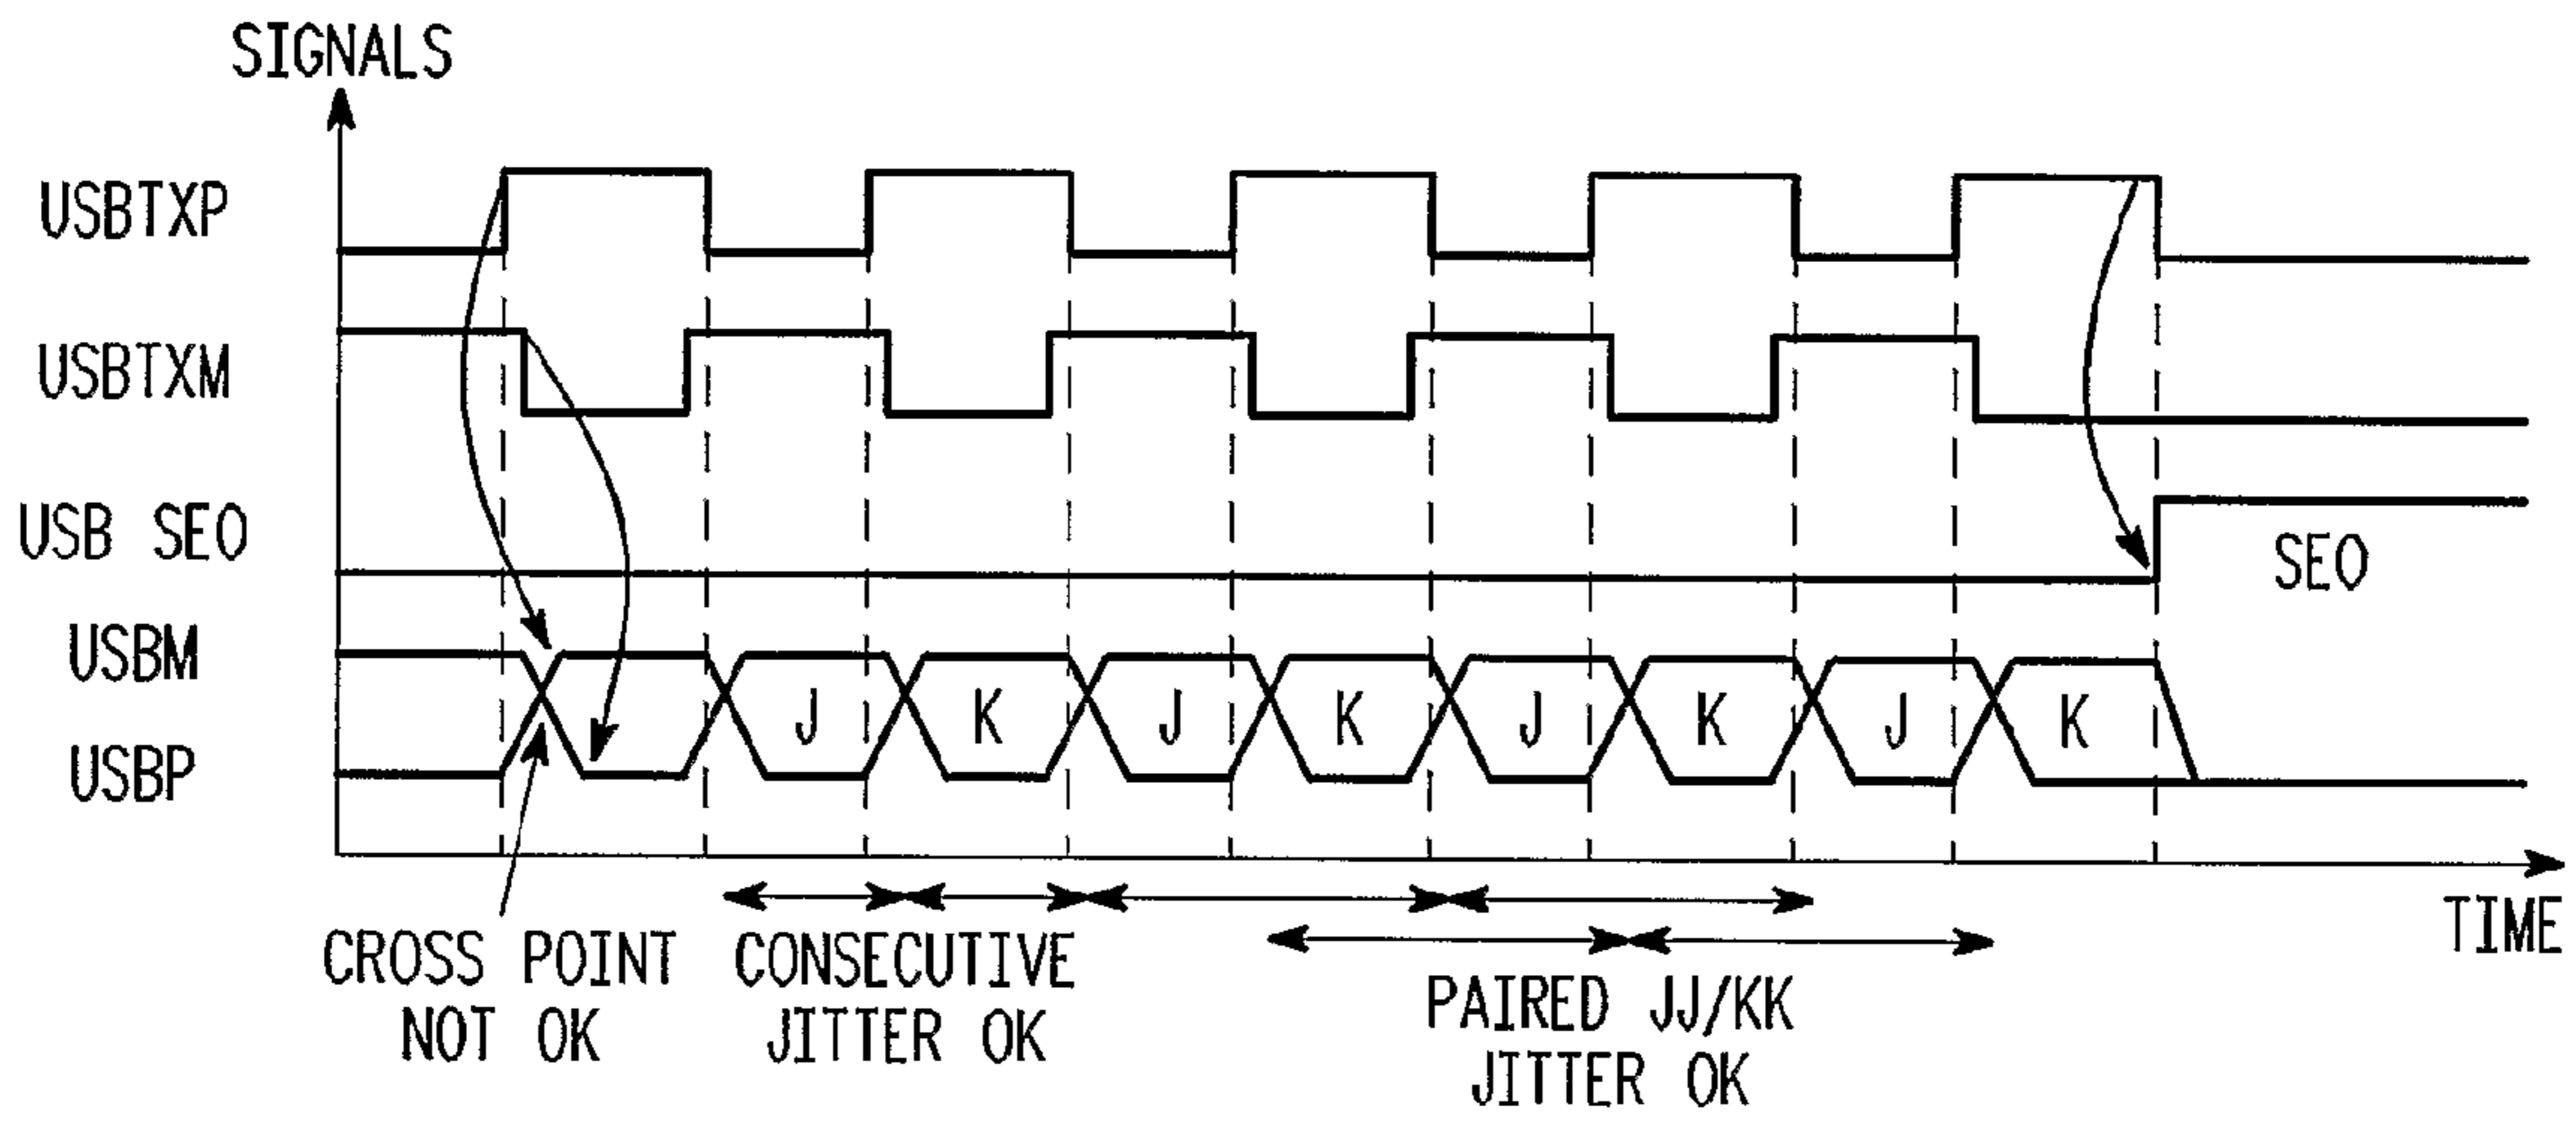 SIGNALS
USBTXP
USBTXM
USB SEO
SEO
USBM
USBP
J K J K J K J K
TIME
CROSS POINT
NOT OK
CONSECUTIVE
JITTER OK
PAIRED JJ/KK
JITTER OK